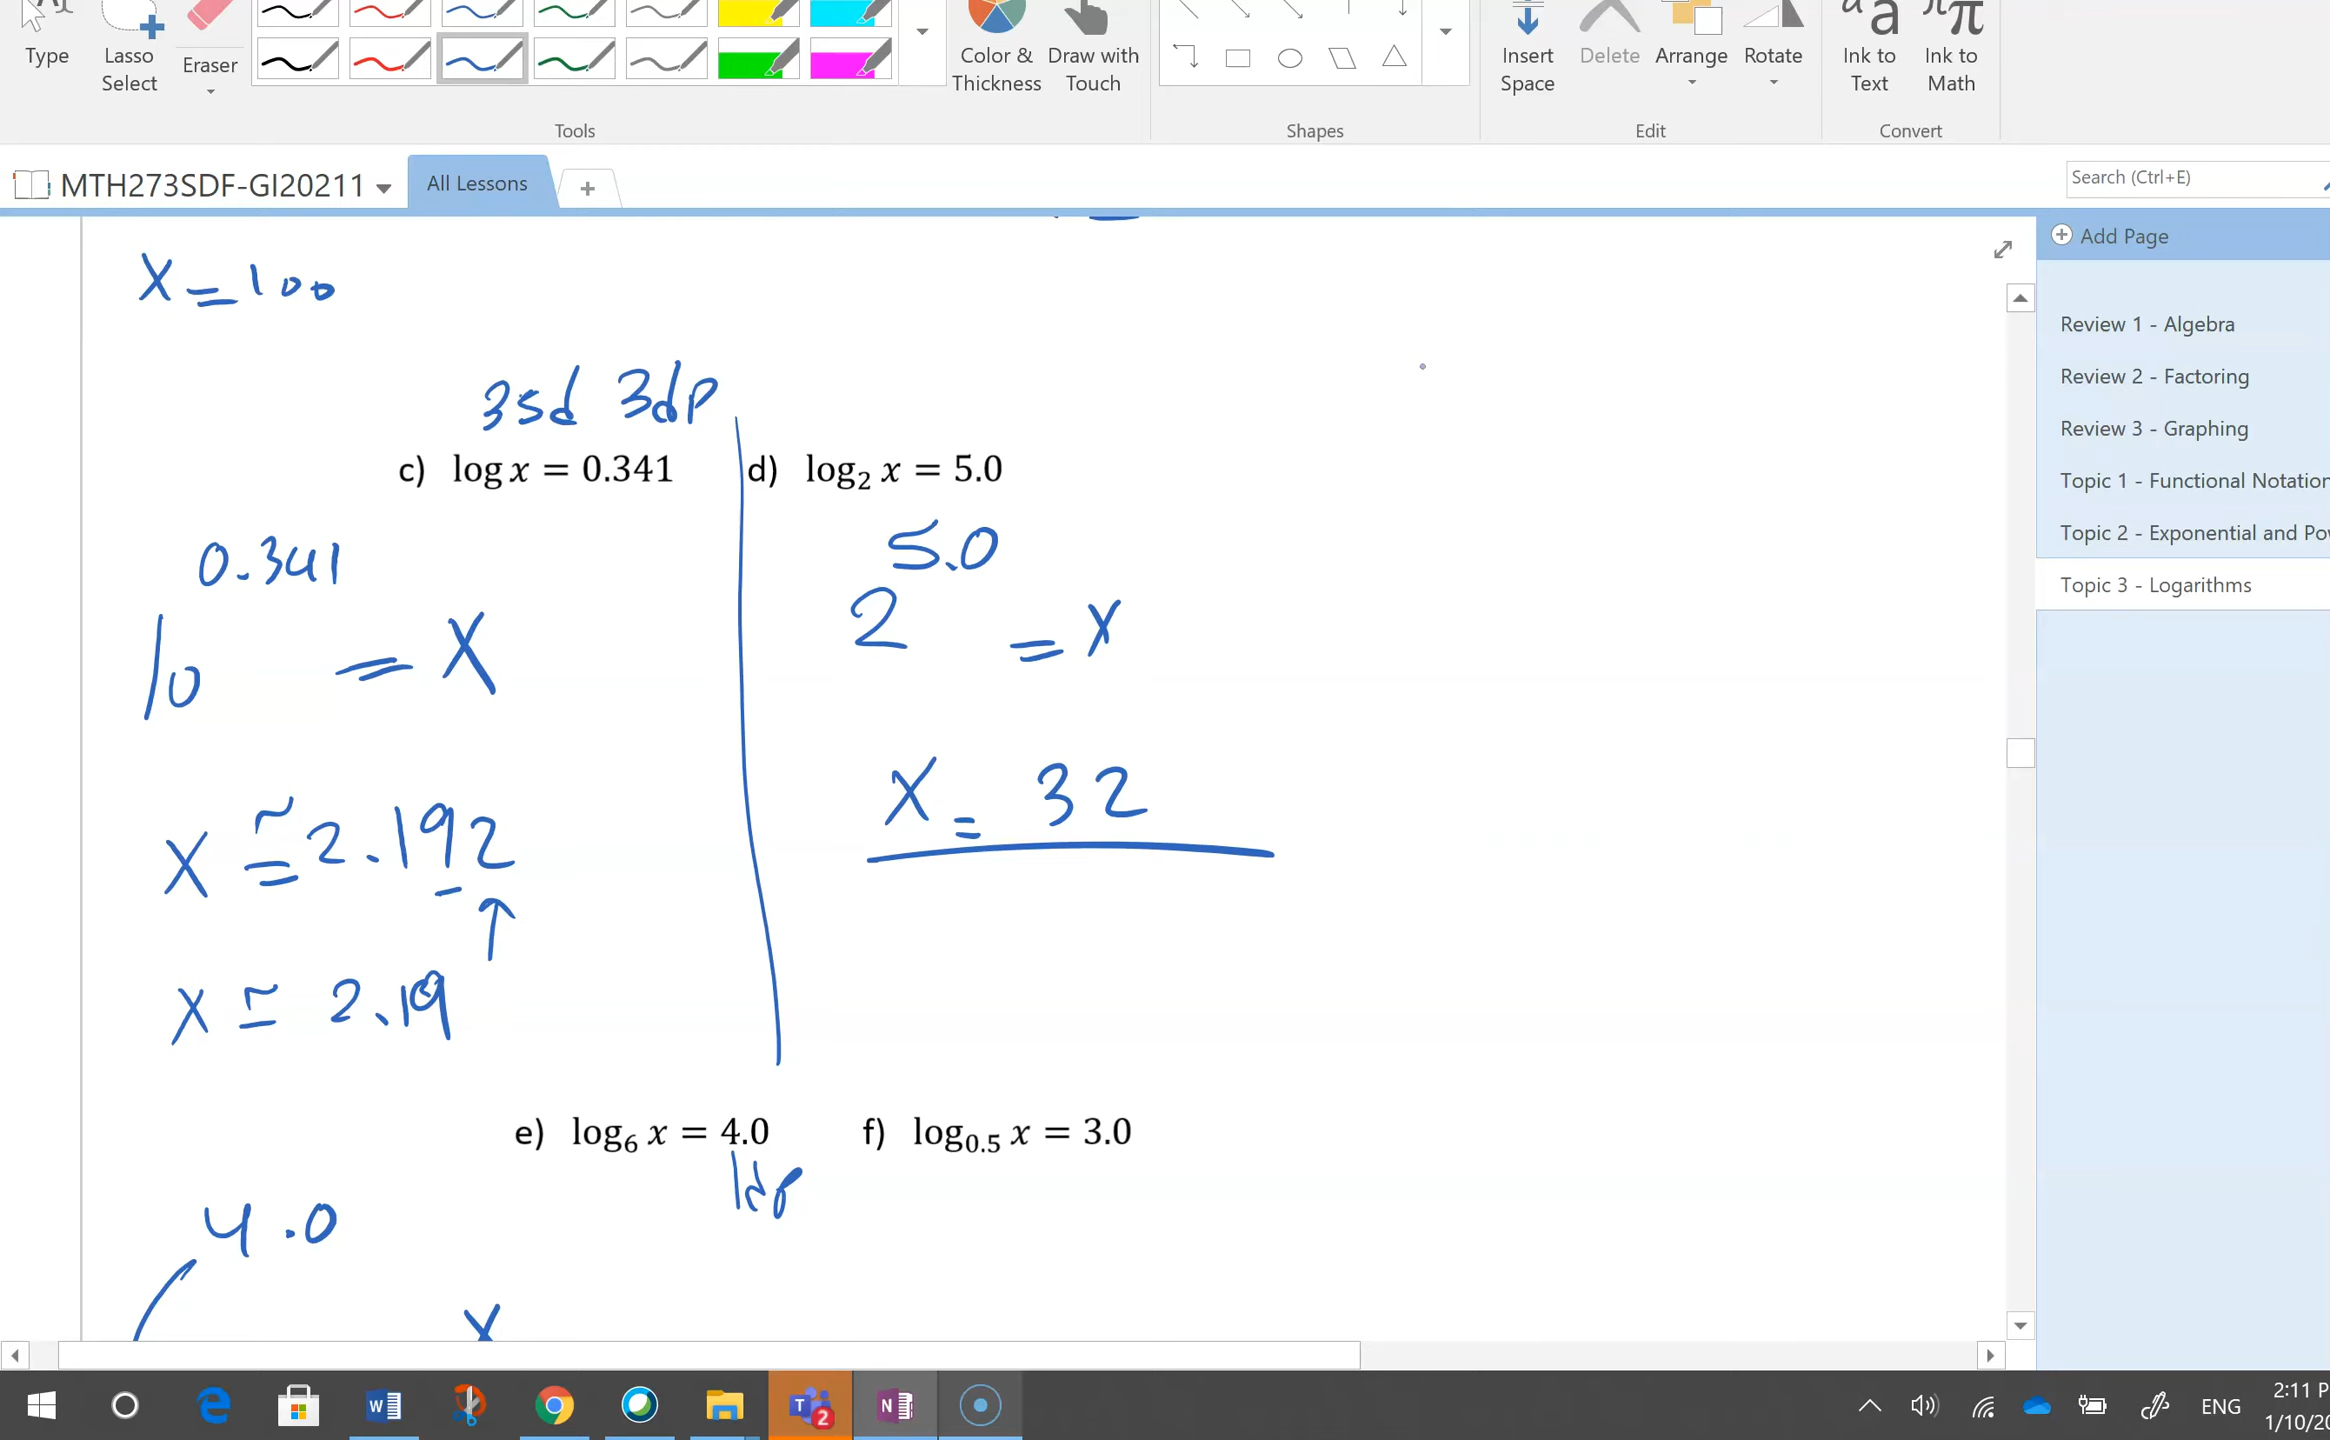 Type
Lasso Select
Eraser
Color & Thickness
Draw with Touch
Insert Space
Delete
Arrange
Rotate
Ink to Text
Ink to Math
Tools
Shapes
Edit
Convert
MTH273SDF-GI20211
All Lessons
Search (Ctrl+E)
Add Page
Review 1 - Algebra
Review 2 - Factoring
Review 3 - Graphing
Topic 1 - Functional Notation
Topic 2 - Exponential and Po
Topic 3 - Logarithms
x = 100
3sd 3dp
c) log x = 0.341
d) log₂ x = 5.0
10^0.341 = x
2^5.0 = x
x ≅ 2.192
x = 32
x ≅ 2.19
e) log₆ x = 4.0
f) log₀.₅ x = 3.0
1dp
4.0
x
T 2
W
N
ENG
2:11 P
1/10/20